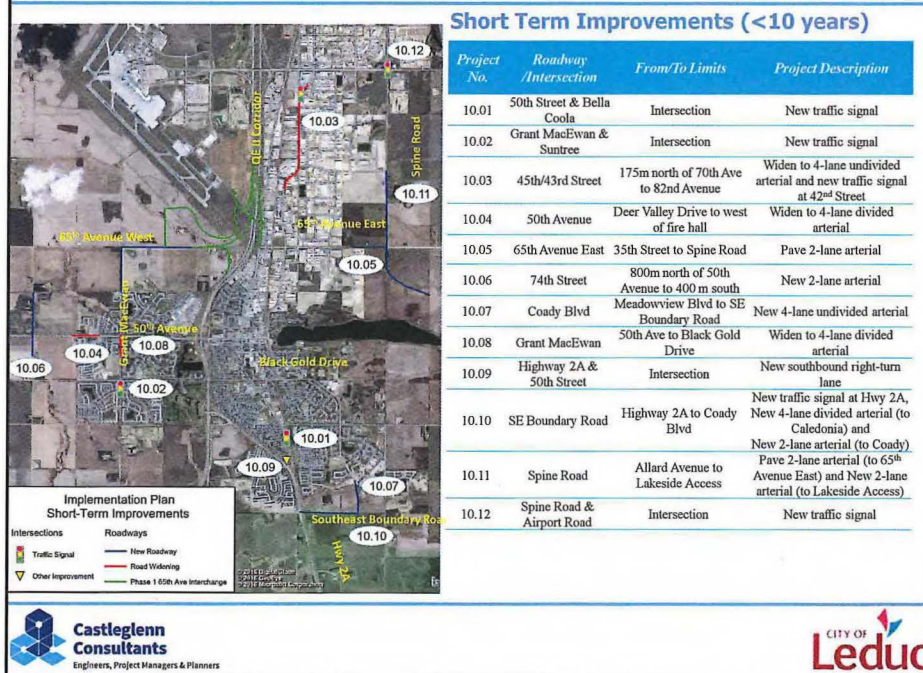 Short Term Improvements (<10 years)
Project No.
Roadway /Intersection
From/To Limits
Project Description
10.01 50th Street & Bella Coola Intersection New traffic signal
10.02 Grant MacEwan & Suntree Intersection New traffic signal
10.03 45th/43rd Street 175m north of 70th Ave to 82nd Avenue Widen to 4-lane undivided arterial and new traffic signal at 42nd Street
10.04 50th Avenue Deer Valley Drive to west of fire hall Widen to 4-lane divided arterial
10.05 65th Avenue East 35th Street to Spine Road Pave 2-lane arterial
10.06 74th Street 800m north of 50th Avenue to 400 m south New 2-lane arterial
10.07 Coady Blvd Meadowview Blvd to SE Boundary Road New 4-lane undivided arterial
10.08 Grant MacEwan 50th Ave to Black Gold Drive Widen to 4-lane divided arterial
10.09 Highway 2A & 50th Street Intersection New southbound right-turn lane
10.10 SE Boundary Road Highway 2A to Coady Blvd New traffic signal at Hwy 2A, New 4-lane divided arterial (to Caledonia) and New 2-lane arterial (to Coady)
10.11 Spine Road Allard Avenue to Lakeside Access Pave 2-lane arterial (to 65th Avenue East) and New 2-lane arterial (to Lakeside Access)
10.12 Spine Road & Airport Road Intersection New traffic signal
10.12
QE II Corridor
10.03
Spine Road
10.11
65th Avenue West
65th Avenue East
10.05
Grant MacEwan
50th Avenue
10.04
10.08
Black Gold Drive
10.06
10.02
10.01
10.09
10.07
Southeast Boundary Roa
10.10
Hwy 2A
Implementation Plan
Short-Term Improvements
Intersections
Roadways
Traffic Signal
New Roadway
Road Widening
Other Improvement
Phase 1 65th Ave Interchange
Castleglenn
Consultants
Engineers, Project Managers & Planners
CITY OF
Leduc